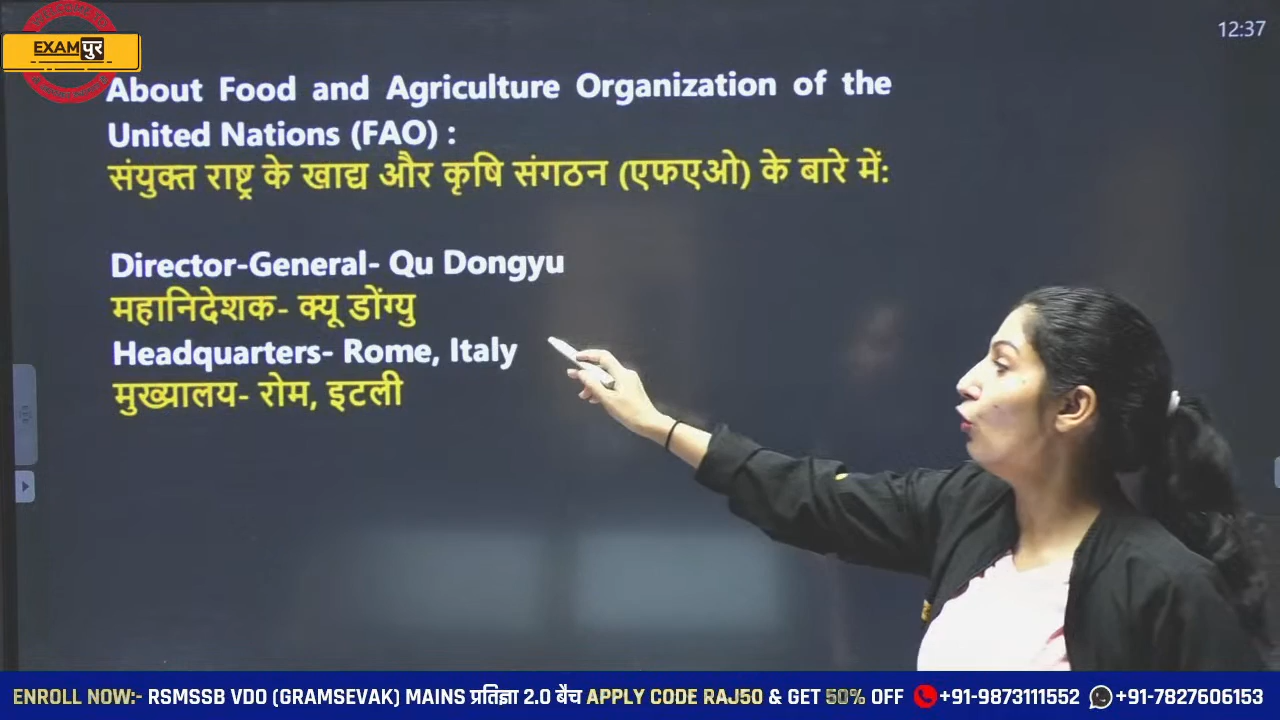 12:37
EXAMपुर
About Food and Agriculture Organization of the
United Nations (FAO) :
संयुक्त राष्ट्र के खाद्य और कृषि संगठन (एफएओ) के बारे में:
Director-General- Qu Dongyu
महानिदेशक- क्यू डोंग्यु
Headquarters- Rome, Italy
मुख्यालय- रोम, इटली
ENROLL NOW:- RSMSSB VDO (GRAMSEVAK) MAINS प्रतिज्ञा 2.0 बैच APPLY CODE RAJ50 & GET 50% OFF +91-9873111552 +91-7827606153